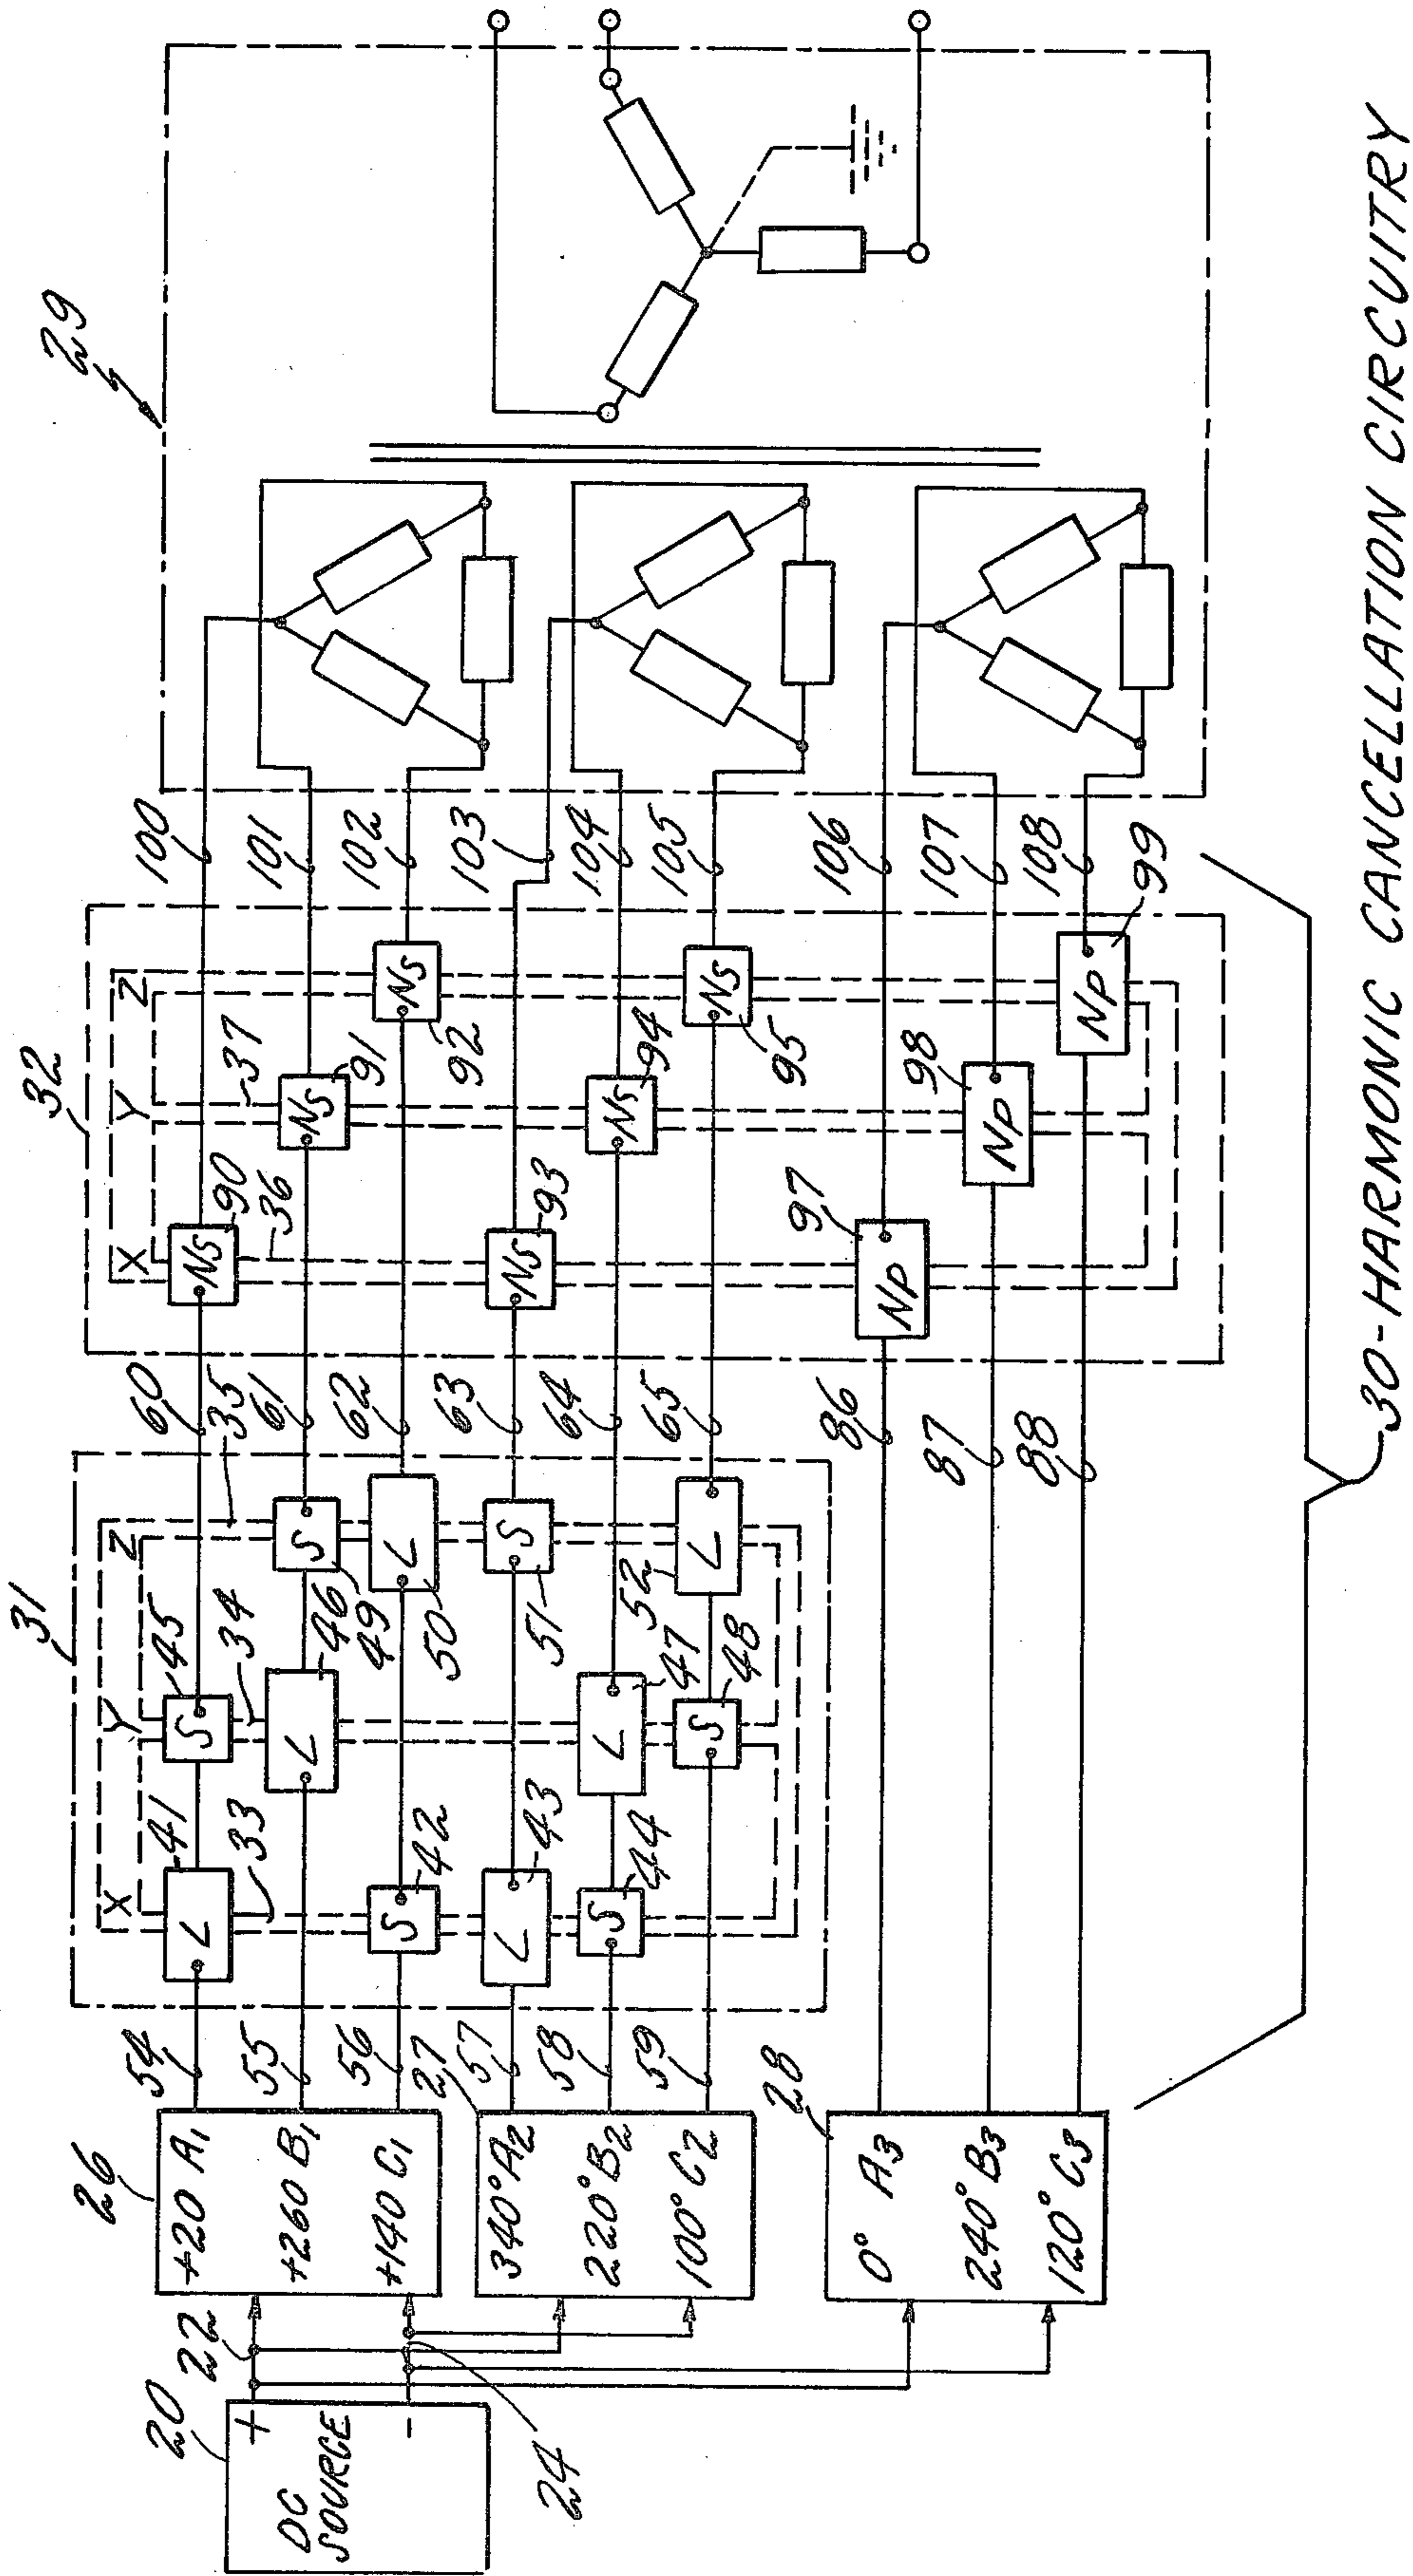 29
32
31
26
27
28
20
22
24
DC
SOURCE
+
-
+20 A1
+260 B1
+140 C1
340° A2
220° B2
100° C2
0° A3
240° B3
120° C3
54
55
56
57
58
59
X
Y
Z
41
L
33
42
S
43
L
44
S
45
S
34
46
L
47
L
48
S
35
49
S
50
L
51
S
52
L
60
61
62
63
64
65
86
87
88
X
Y
Z
90
NS
36
91
NS
37
92
NS
93
NS
94
NS
95
NS
97
NP
98
NP
99
NP
100
101
102
103
104
105
106
107
108
30-HARMONIC CANCELLATION CIRCUITRY